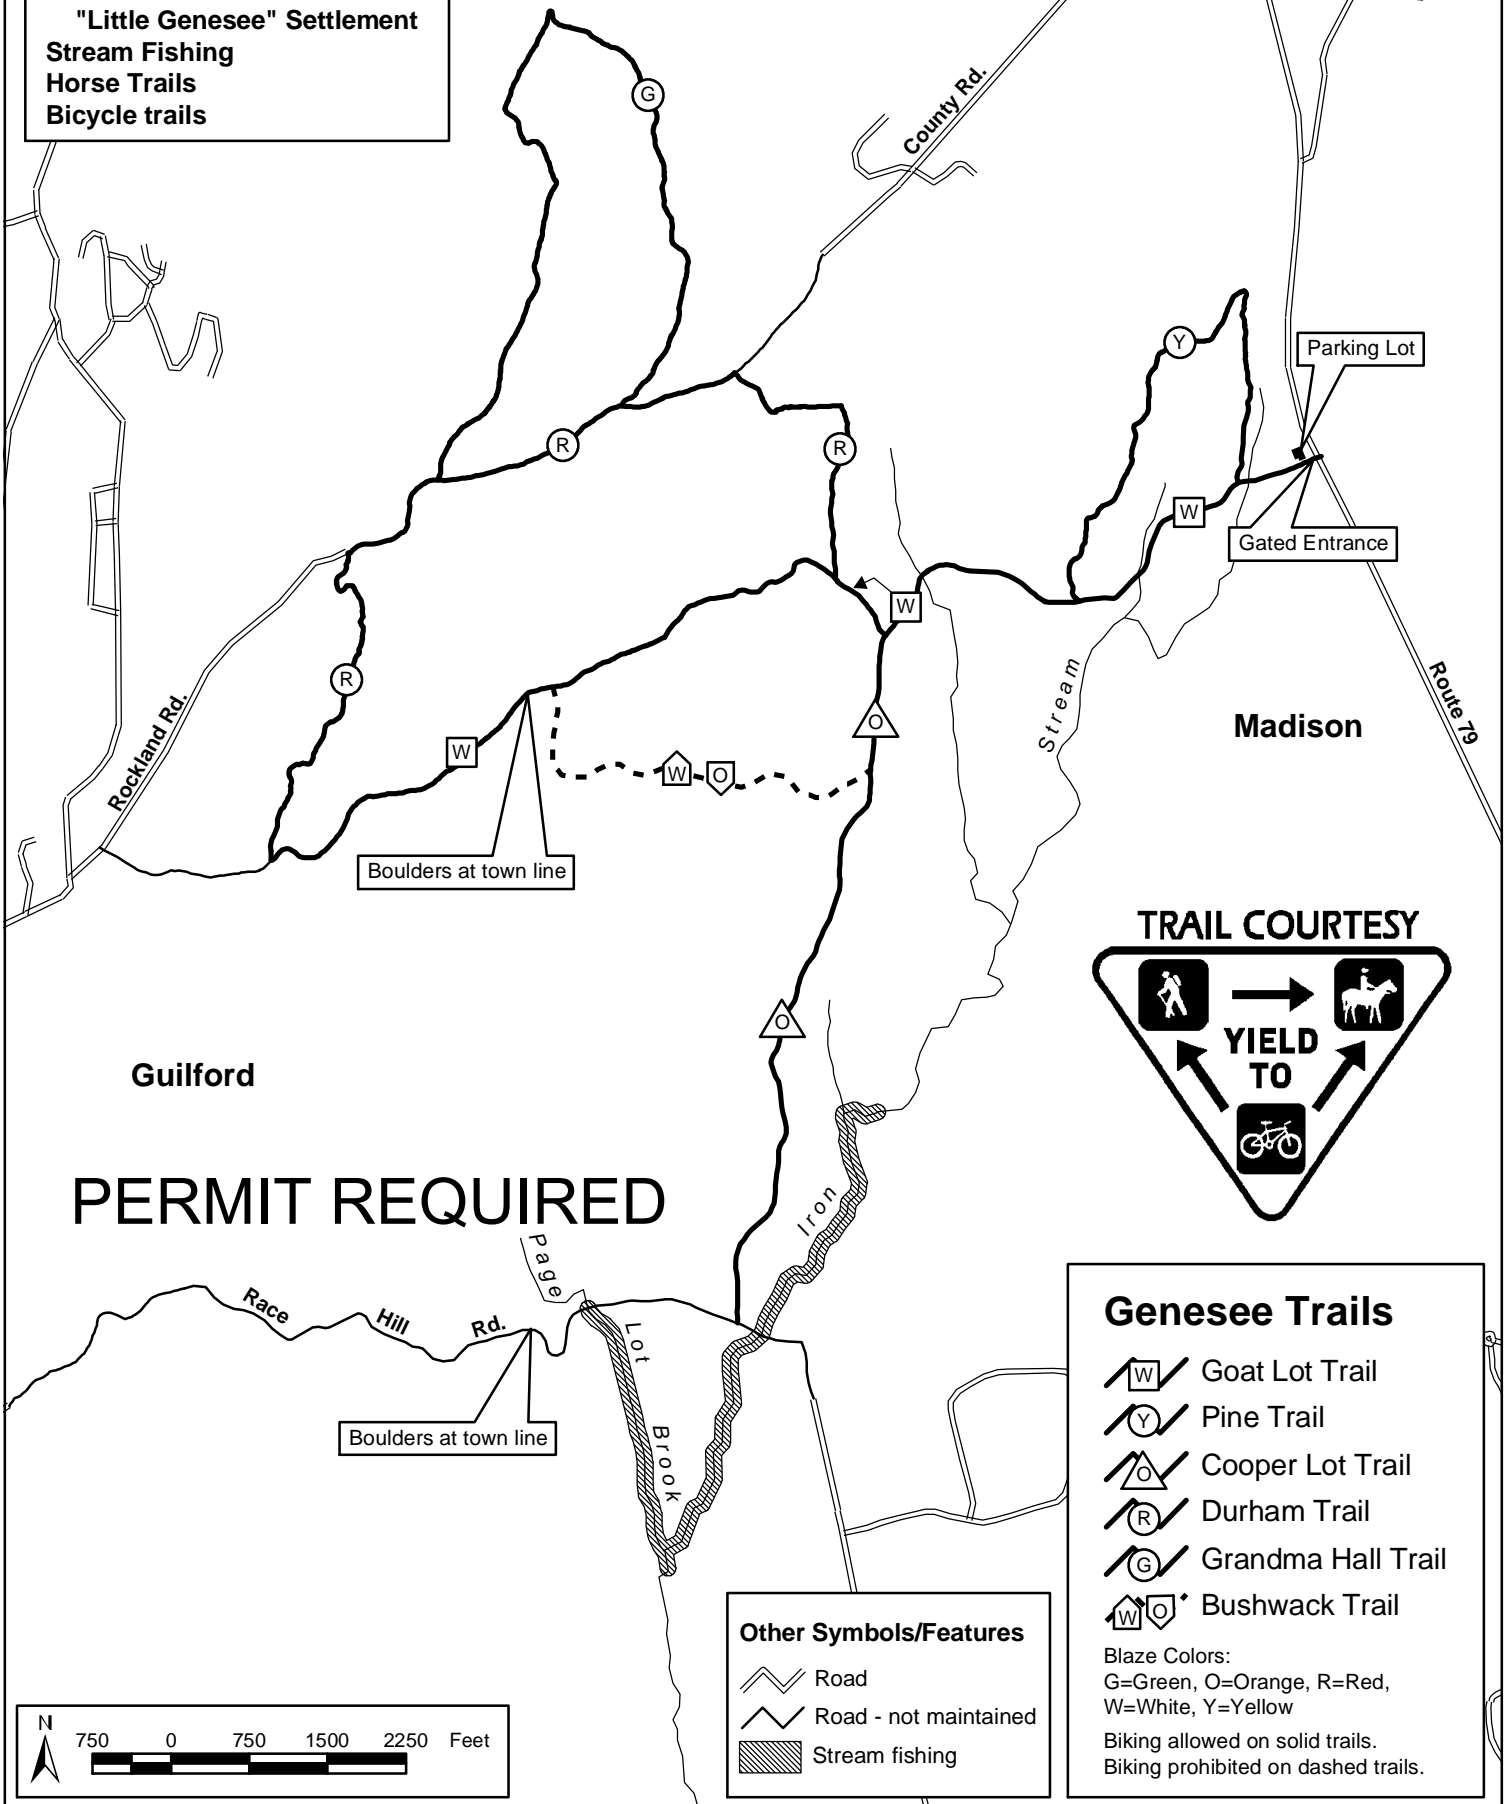 "Little Genesee" Settlement
Stream Fishing
Horse Trails
Bicycle trails
G
County Rd.
Y
Parking Lot
R
R
W
Gated Entrance
W
R
Rockland Rd.
W
O
Stream
Route 79
Madison
W
O
Boulders at town line
TRAIL COURTESY
YIELD
TO
O
Guilford
PERMIT REQUIRED
Iron
Page
Lot
Brook
Race
Hill
Rd.
Boulders at town line
Genesee Trails
W Goat Lot Trail
Y Pine Trail
O Cooper Lot Trail
R Durham Trail
G Grandma Hall Trail
W O Bushwack Trail
Blaze Colors:
G=Green, O=Orange, R=Red,
W=White, Y=Yellow
Biking allowed on solid trails.
Biking prohibited on dashed trails.
Other Symbols/Features
Road
Road - not maintained
Stream fishing
N
750 0 750 1500 2250 Feet